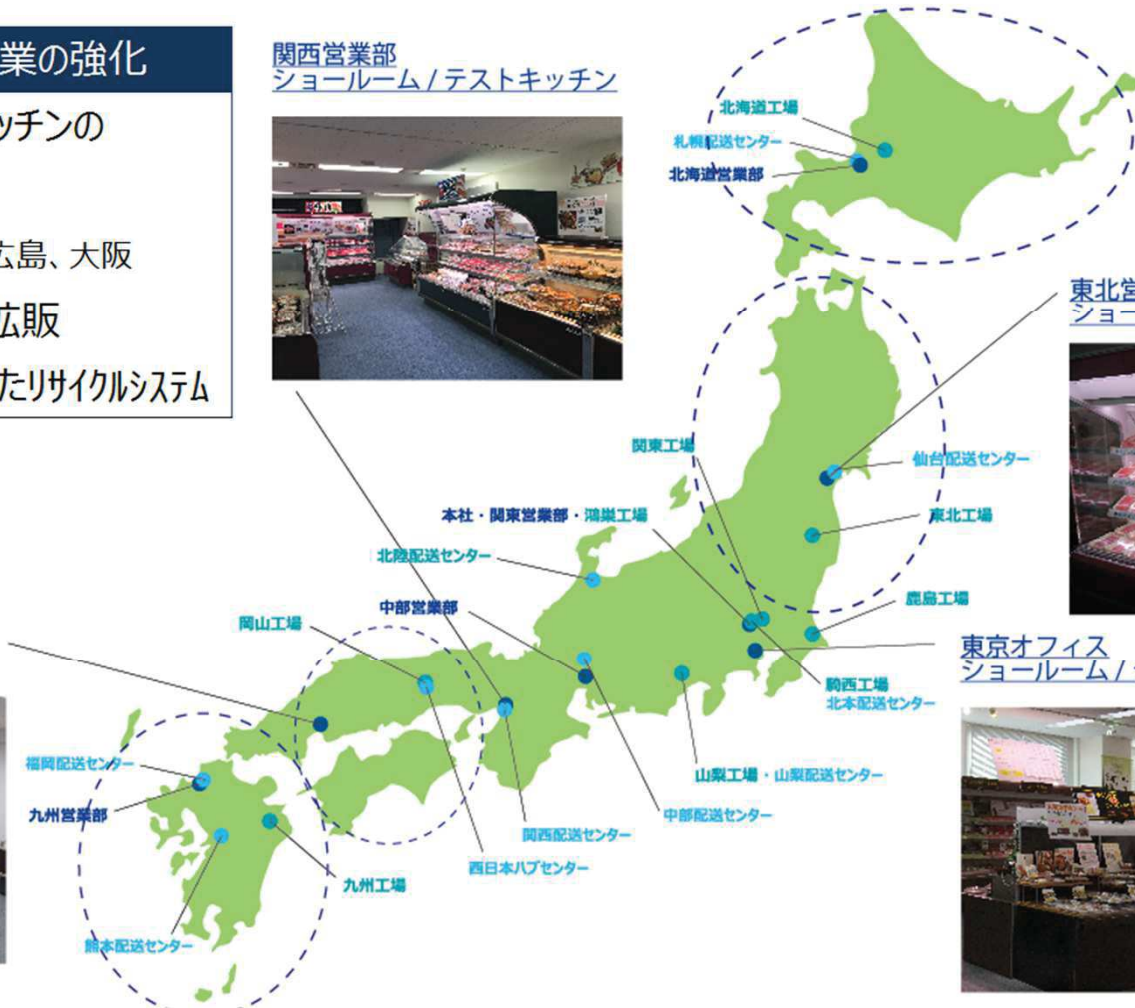 業の強化
ッチンの
広島、大阪
広販
たリサイクルシステム
関西営業部
ショールーム / テストキッチン
北海道工場
札幌配送センター
北海道営業部
東北営
ショー
関東工場
仙台配送センター
本社・関東営業部・鴻巣工場
東北工場
北陸配送センター
中部営業部
鹿島工場
岡山工場
東京オフィス
ショールーム /
騎西工場
北本配送センター
山梨工場・山梨配送センター
福岡配送センター
中部配送センター
九州営業部
関西配送センター
西日本ハブセンター
九州工場
熊本配送センター